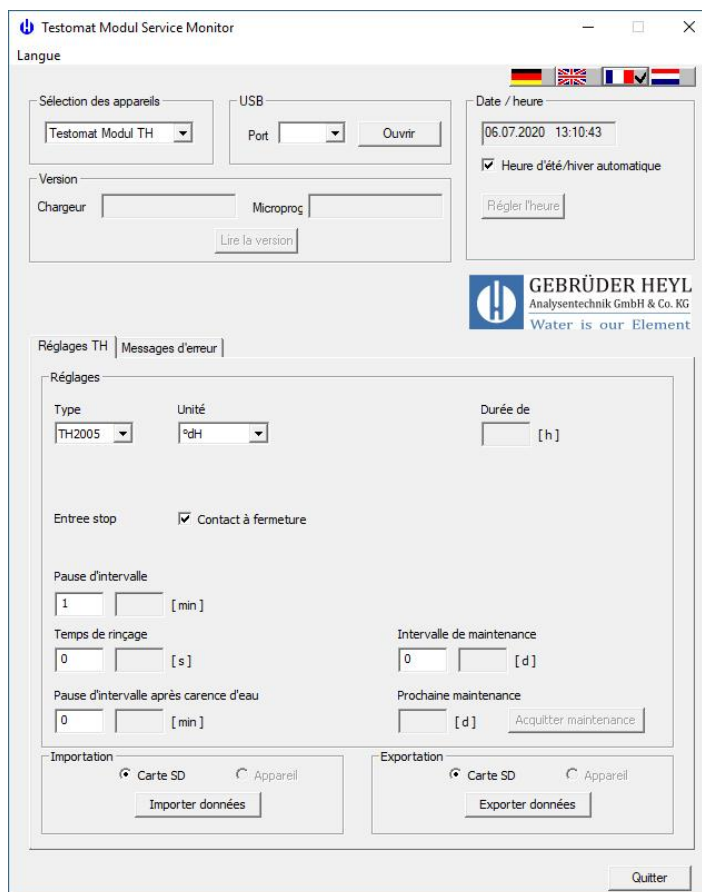 Testomat Modul Service Monitor
Langue
Sélection des appareils
Testomat Modul TH
USB
Port
Ouvrir
Date / heure
06.07.2020 13:10:43
Heure d'été/hiver automatique
Régler l'heure
Version
Chargeur
Microprog
Lire la version
GEBRÜDER HEYL
Analysentechnik GmbH & Co. KG
Water is our Element
Réglages TH
Messages d'erreur
Réglages
Type
Unité
Durée de
TH2005
°dH
[ h ]
Entree stop
Contact à fermeture
Pause d'intervalle
1
[ min ]
Temps de rinçage
Intervalle de maintenance
0
[ s ]
0
[ d ]
Pause d'intervalle après carence d'eau
Prochaine maintenance
0
[ min ]
[ d ]
Acquitter maintenance
Importation
Carte SD
Appareil
Importer données
Exportation
Carte SD
Appareil
Exporter données
Quitter